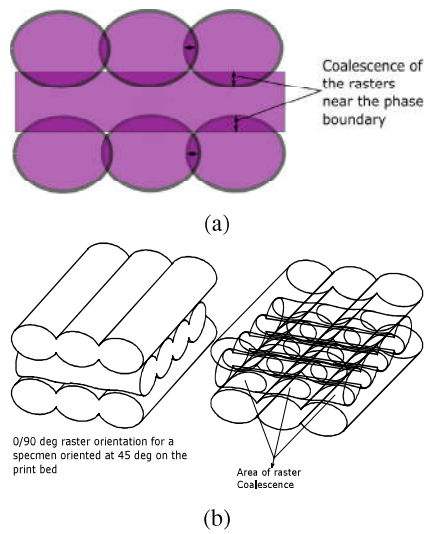 Coalescence of
the rasters
near the phase
boundary
(a)
0/90 deg raster orientation for a
specimen oriented at 45 deg on the
print bed
Area of raster
Coalescence
(b)